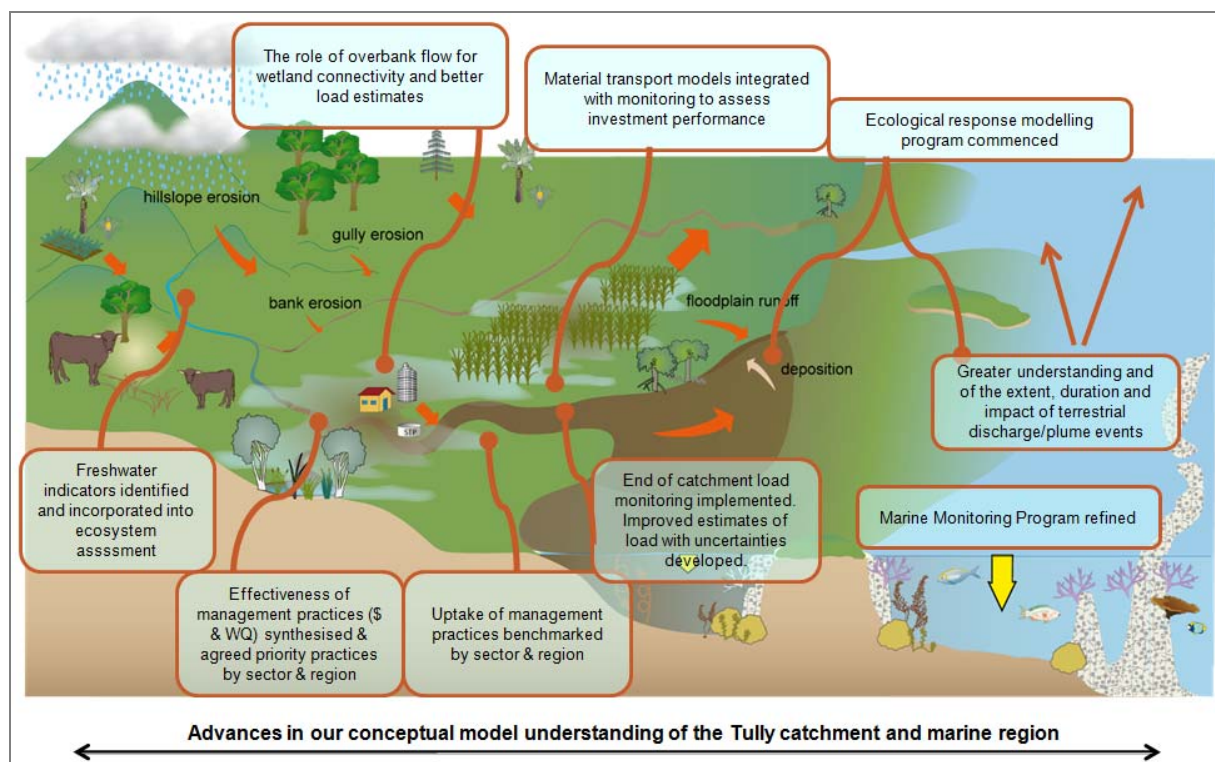 The role of overbank flow for
wetland connectivity and better
load estimates
Material transport models integrated
with monitoring to assess
investment performance
Ecological response modelling
program commenced
hillslope erosion
gully erosion
bank erosion
floodplain runoff
deposition
STP
Greater understanding and
of the extent, duration and
impact of terrestrial
discharge/plume events
Freshwater
indicators identified
and incorporated into
ecosystem
asssment
End of catchment load
monitoring implemented.
Improved estimates of
load with uncertainties
developed.
Marine Monitoring Program refined
Effectiveness of
management practices ($
& WQ) synthesised &
agreed priority practices
by sector & region
Uptake of management
practices benchmarked
by sector & region
Advances in our conceptual model understanding of the Tully catchment and marine region